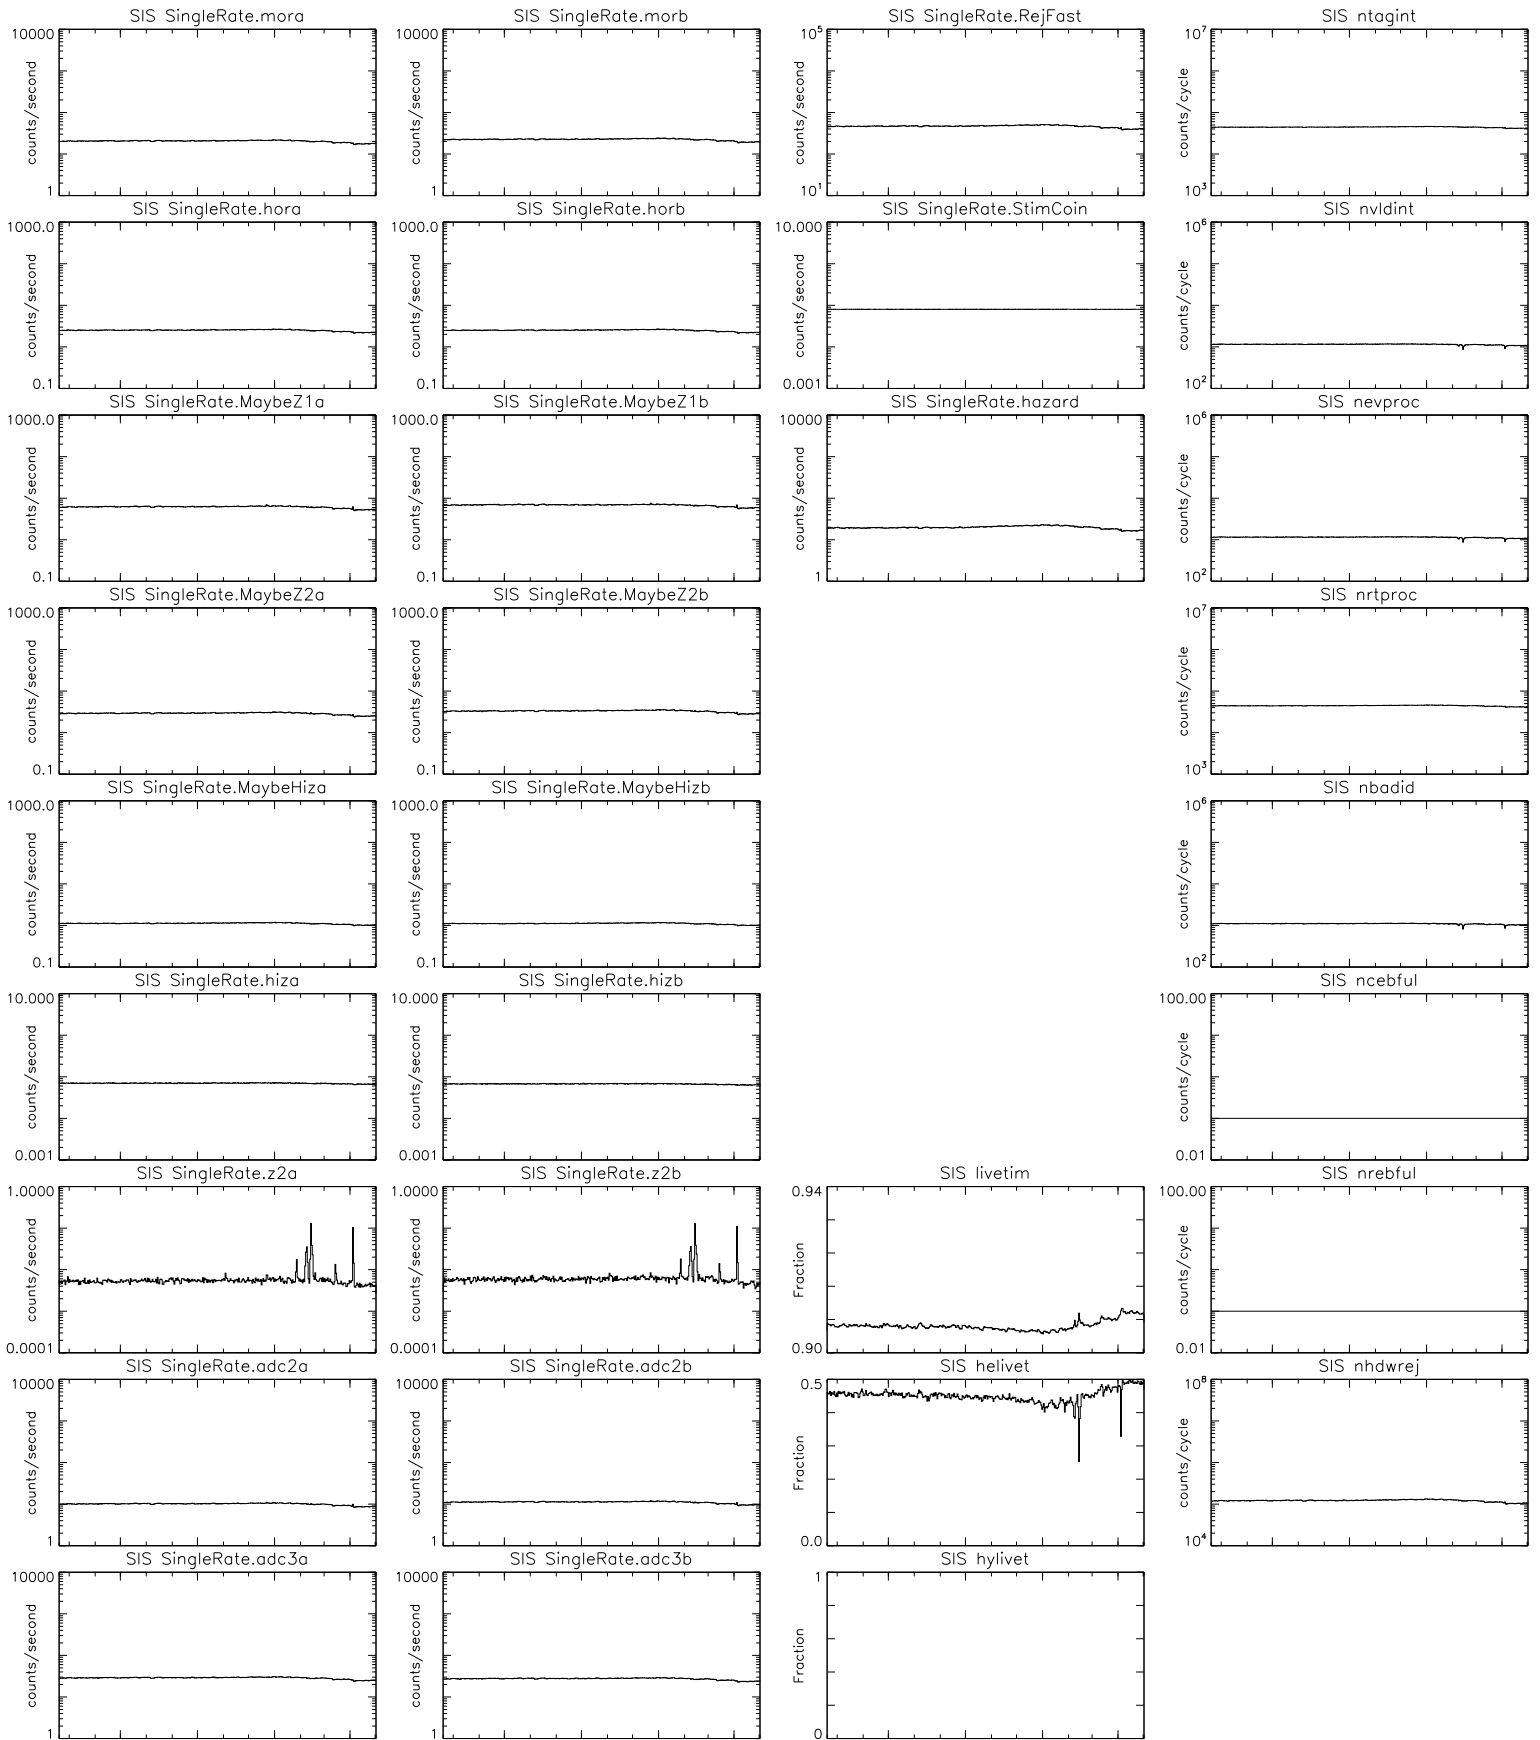 SIS SingleRate.mora
10000
counts/second
1
SIS SingleRate.morb
10000
counts/second
1
SIS SingleRate.RejFast
10^5
counts/second
10^1
SIS ntagint
10^7
counts/cycle
10^3
SIS SingleRate.hora
1000.0
counts/second
0.1
SIS SingleRate.horb
1000.0
counts/second
0.1
SIS SingleRate.StimCoin
10.000
counts/second
0.001
SIS nvldint
10^6
counts/cycle
10^2
SIS SingleRate.MaybeZ1a
1000.0
counts/second
0.1
SIS SingleRate.MaybeZ1b
1000.0
counts/second
0.1
SIS SingleRate.hazard
10000
counts/second
1
SIS nevproc
10^6
counts/cycle
10^2
SIS SingleRate.MaybeZ2a
1000.0
counts/second
0.1
SIS SingleRate.MaybeZ2b
1000.0
counts/second
0.1
SIS nrtproc
10^7
counts/cycle
10^3
SIS SingleRate.MaybeHiza
1000.0
counts/second
0.1
SIS SingleRate.MaybeHizb
1000.0
counts/second
0.1
SIS nbadid
10^6
counts/cycle
10^2
SIS SingleRate.hiza
10.000
counts/second
0.001
SIS SingleRate.hizb
10.000
counts/second
0.001
SIS ncebful
100.00
counts/cycle
0.01
SIS SingleRate.z2a
1.0000
counts/second
0.0001
SIS SingleRate.z2b
1.0000
counts/second
0.0001
SIS livetim
0.94
Fraction
0.90
SIS nrebful
100.00
counts/cycle
0.01
SIS SingleRate.adc2a
10000
counts/second
1
SIS SingleRate.adc2b
10000
counts/second
1
SIS helivet
0.5
Fraction
0.0
SIS nhdwrej
10^8
counts/cycle
10^4
SIS SingleRate.adc3a
10000
counts/second
1
SIS SingleRate.adc3b
10000
counts/second
1
SIS hylivet
1
Fraction
0